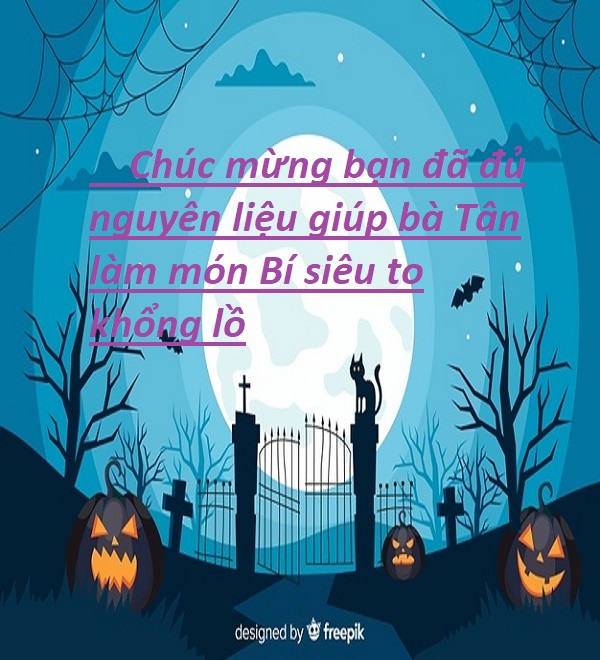 Chúc mừng bạn đã đủ
nguyên liệu giúp bà Tân
làm món Bí siêu to
khổng lồ
designed by freepik